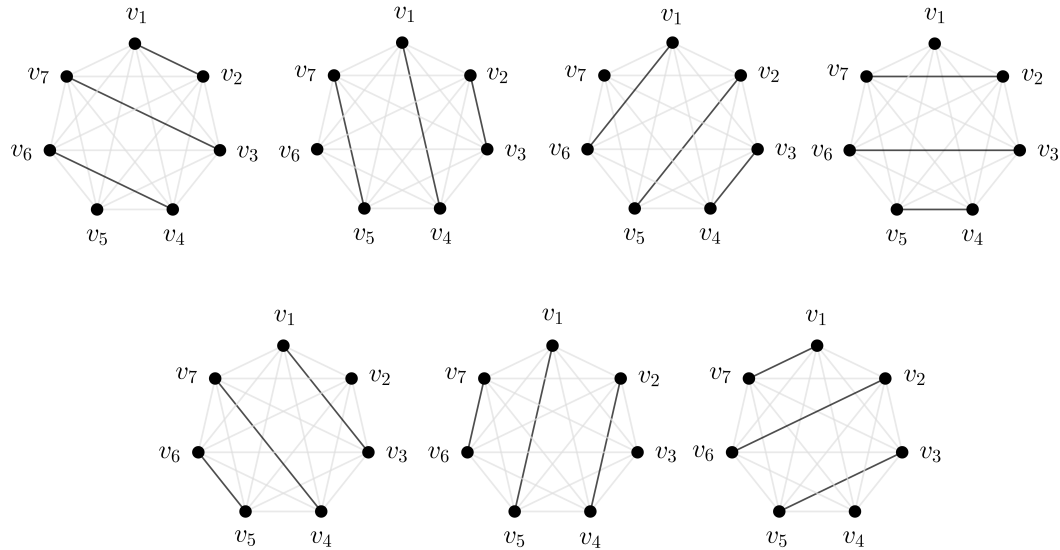 v₁ v₁ v₁ v₁
v₇ v₂ v₇ v₂ v₇ v₂ v₇ v₂
v₆ v₃ v₆ v₃ v₆ v₃ v₆ v₃
v₅ v₄ v₅ v₄ v₅ v₄ v₅ v₄
v₁ v₁ v₁
v₇ v₂ v₇ v₂ v₇ v₂
v₆ v₃ v₆ v₃ v₆ v₃
v₅ v₄ v₅ v₄ v₅ v₄